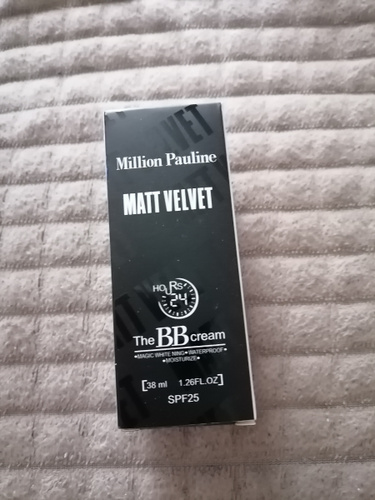 Million Pauline
MATT VELVET
HOURS
24
The BB cream
•MAGIC WHITE NING•WATERPROOF•
•MOISTURIZE•
[38 ml 1.26FL.OZ]
SPF25